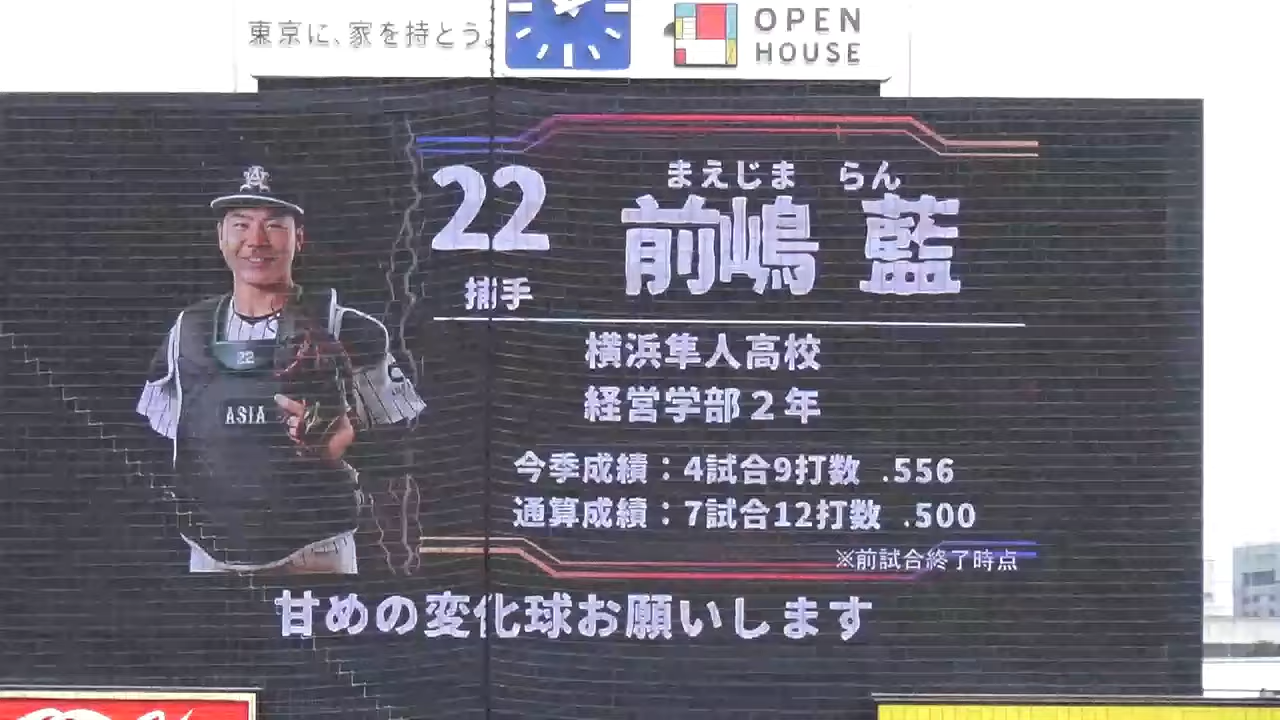 東京に、家を持とう。
OPEN
HOUSE
22
捕手
まえじま らん
前嶋 藍
横浜隼人高校
経営学部2年
今季成績：4試合9打数 .556
通算成績：7試合12打数 .500
※前試合終了時点
甘めの変化球お願いします
22
ASIA